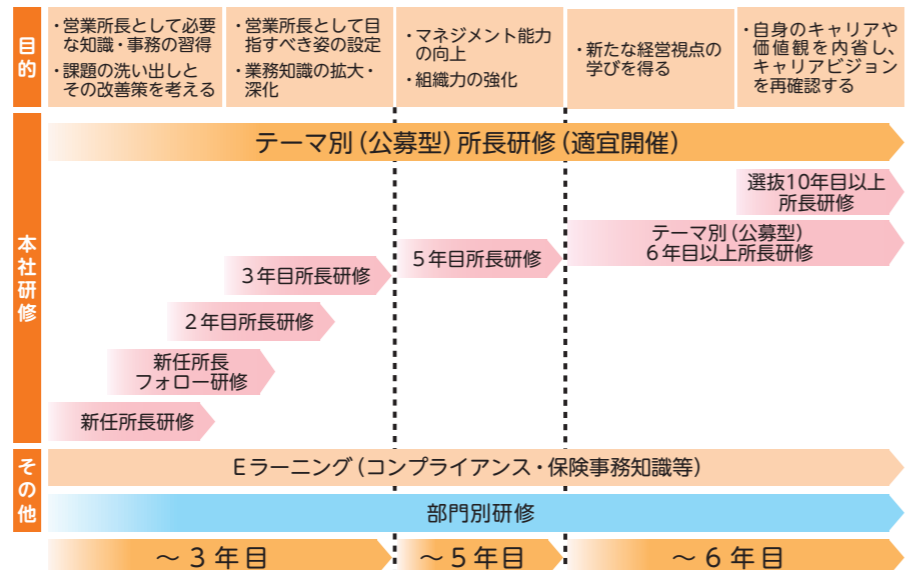 目的
・営業所長として必要
な知識・事務の習得
・課題の洗い出しと
その改善策を考える
・営業所長として目
指すべき姿の設定
・業務知識の拡大・
深化
・マネジメント能力
の向上
・組織力の強化
・新たな経営視点の
学びを得る
・自身のキャリアや
価値観を内省し、
キャリアビジョン
を再確認する
本社研修
テーマ別（公募型）所長研修（適宜開催）
選抜10年目以上
所長研修
テーマ別（公募型）
６年目以上所長研修
５年目所長研修
３年目所長研修
２年目所長研修
新任所長
フォロー研修
新任所長研修
その他
Ｅラーニング（コンプライアンス・保険事務知識等）
部門別研修
～３年目
～５年目
～６年目